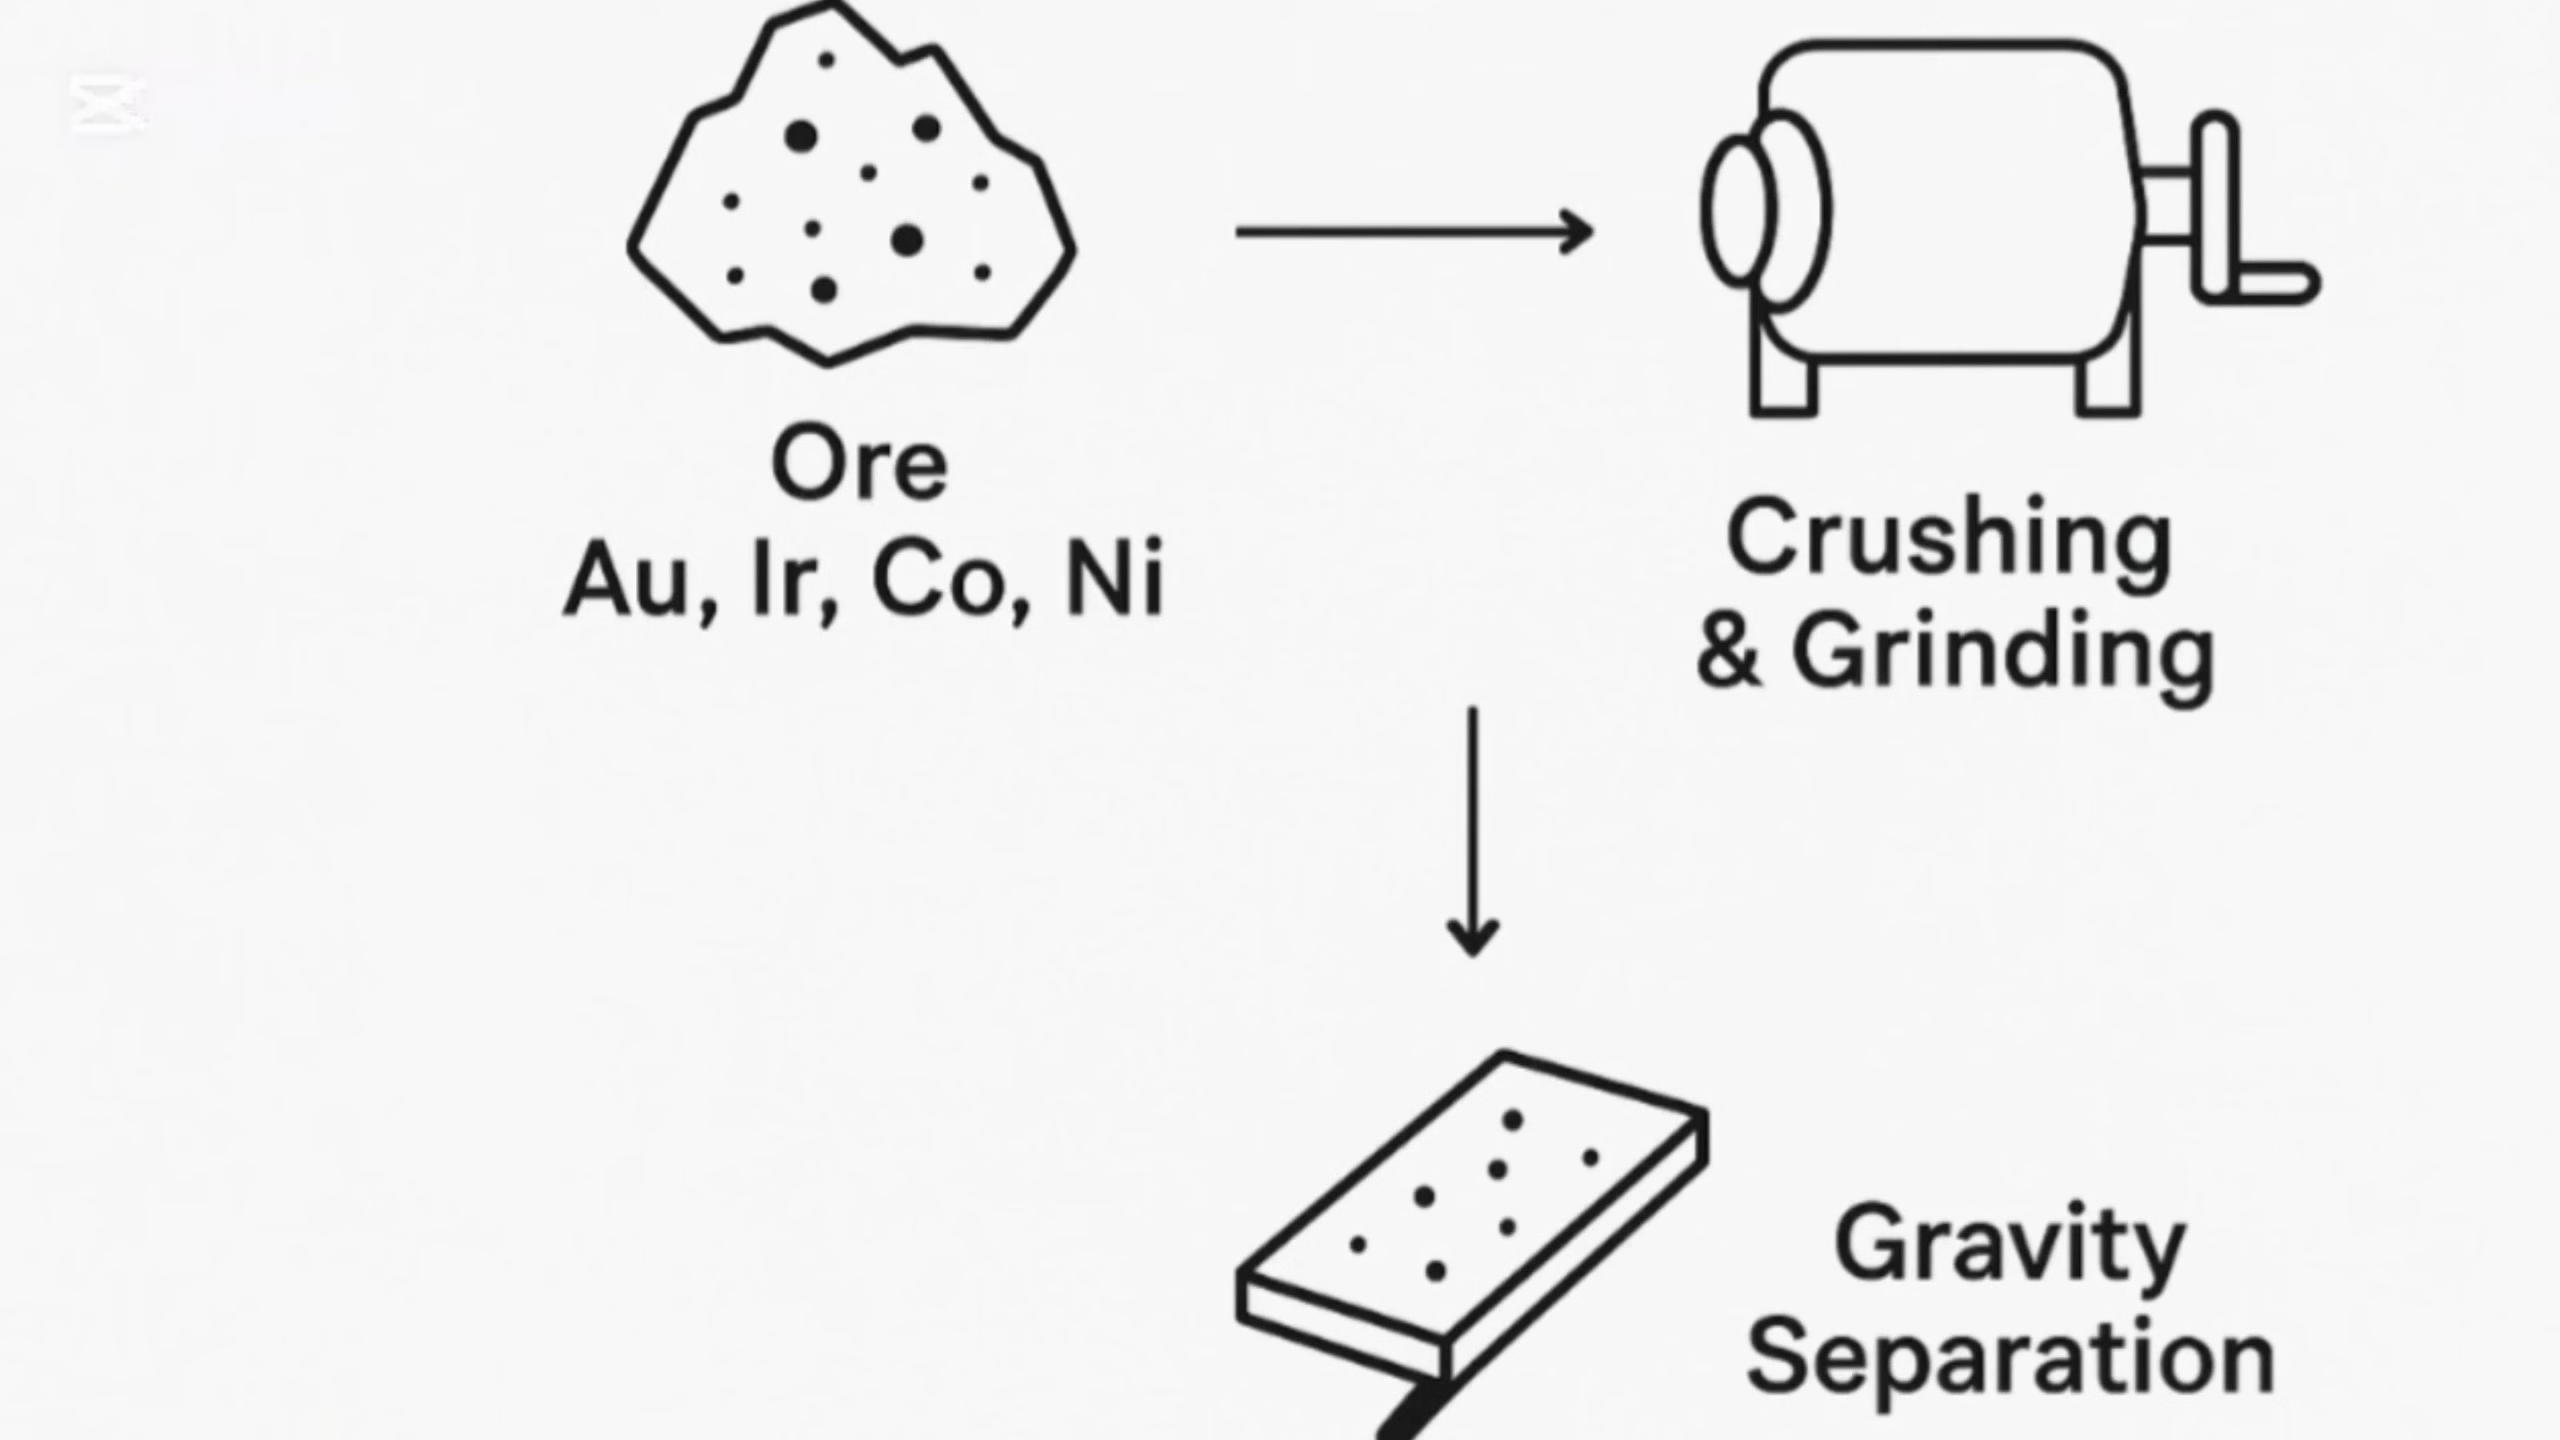 Ore
Au, Ir, Co, Ni
Crushing
& Grinding
Gravity
Separation